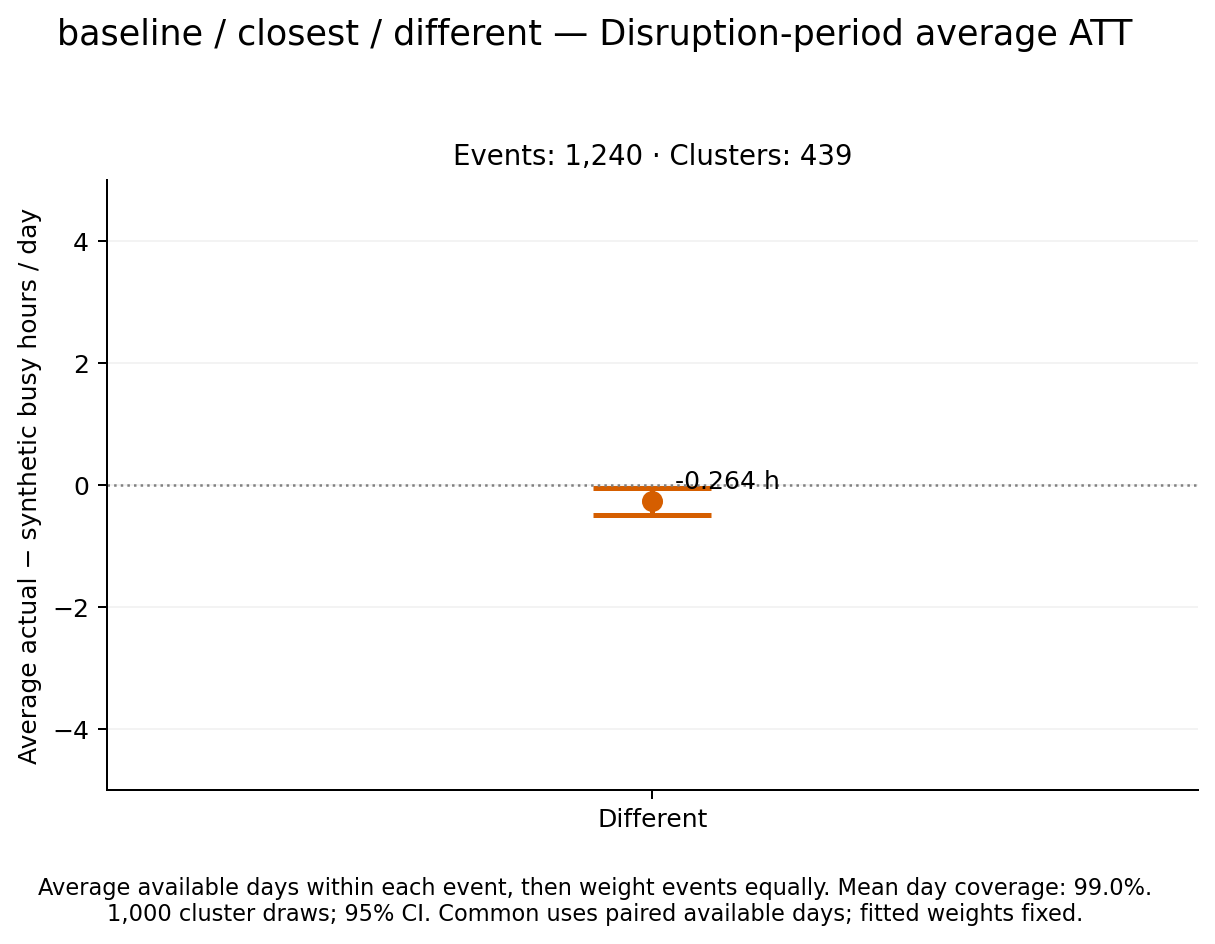 baseline / closest / different — Disruption-period average ATT
Events: 1,240 · Clusters: 439
Average actual − synthetic busy hours / day
4
2
0
−2
−4
-0.264 h
Different
Average available days within each event, then weight events equally. Mean day coverage: 99.0%.
1,000 cluster draws; 95% CI. Common uses paired available days; fitted weights fixed.